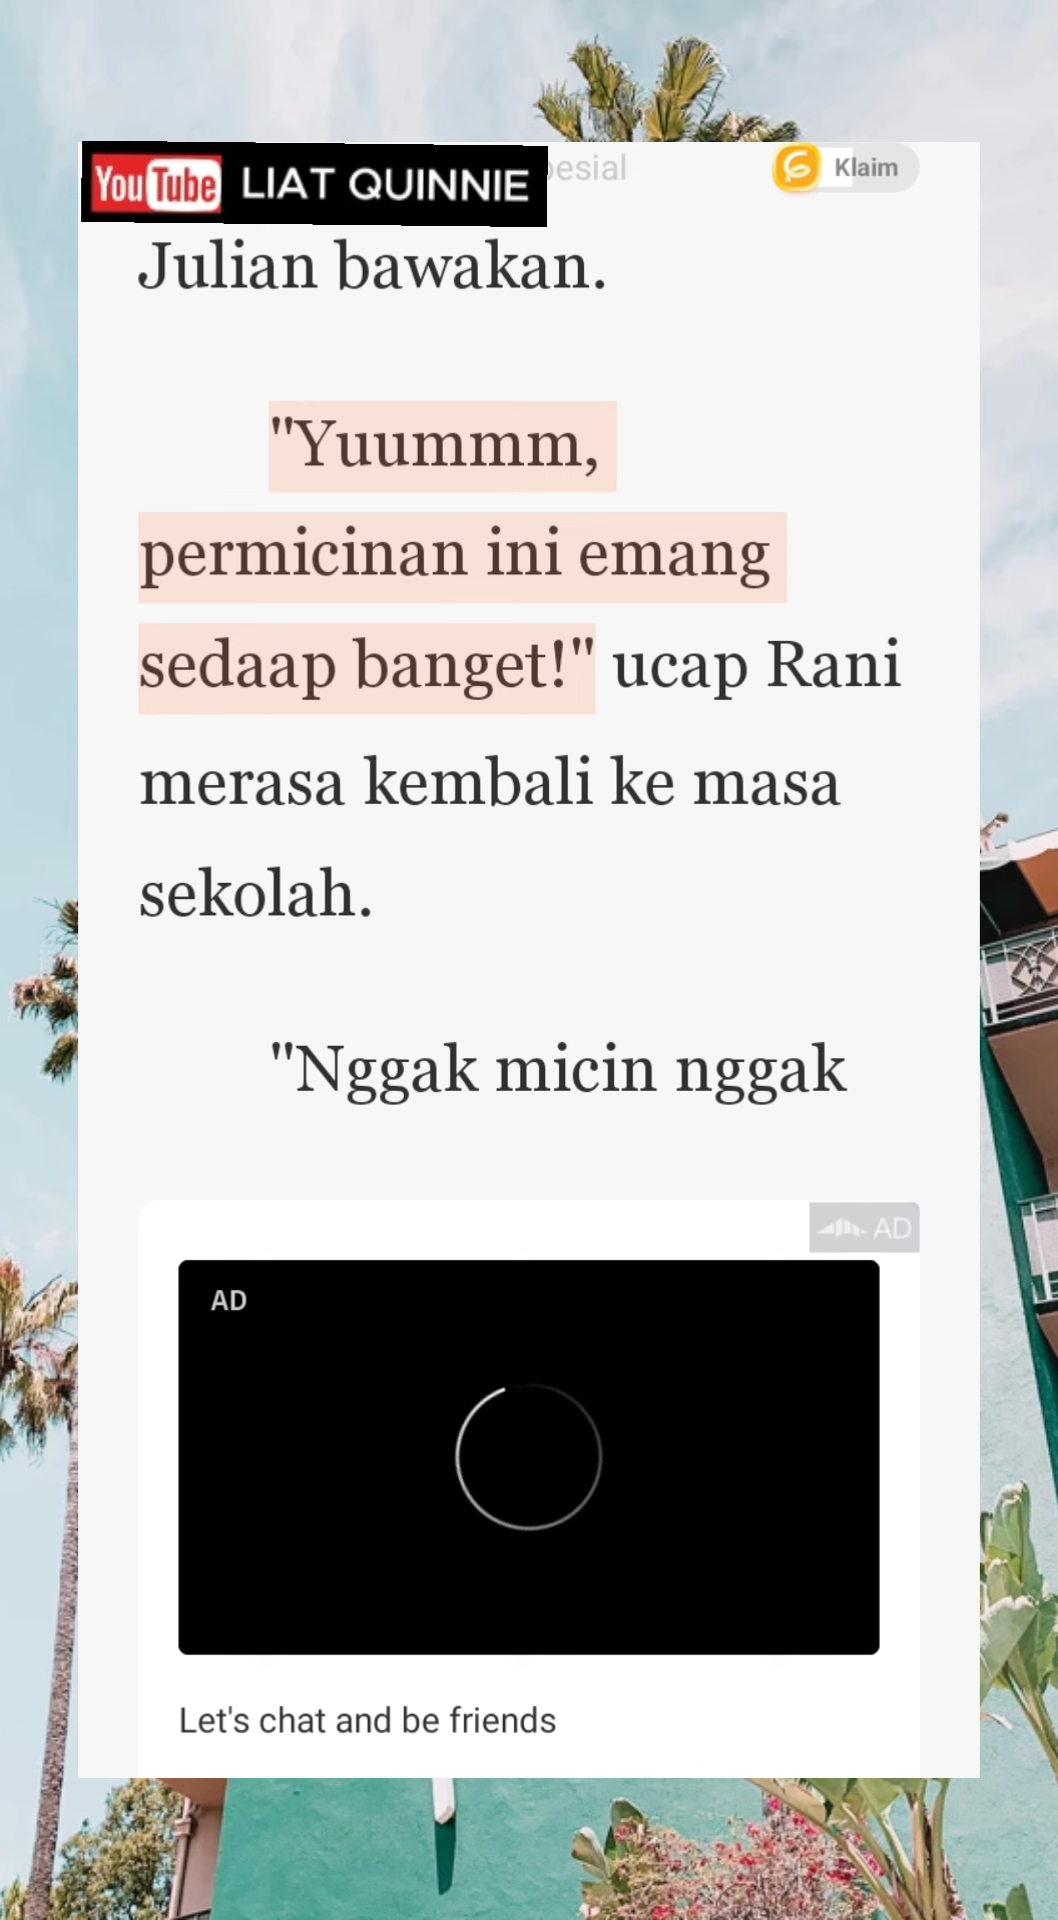 YouTube LIAT QUINNIE
pesial
Klaim
Julian bawakan.
"Yuummm,
permicinan ini emang
sedaap banget!" ucap Rani
merasa kembali ke masa
sekolah.
"Nggak micin nggak
AD
AD
Let's chat and be friends